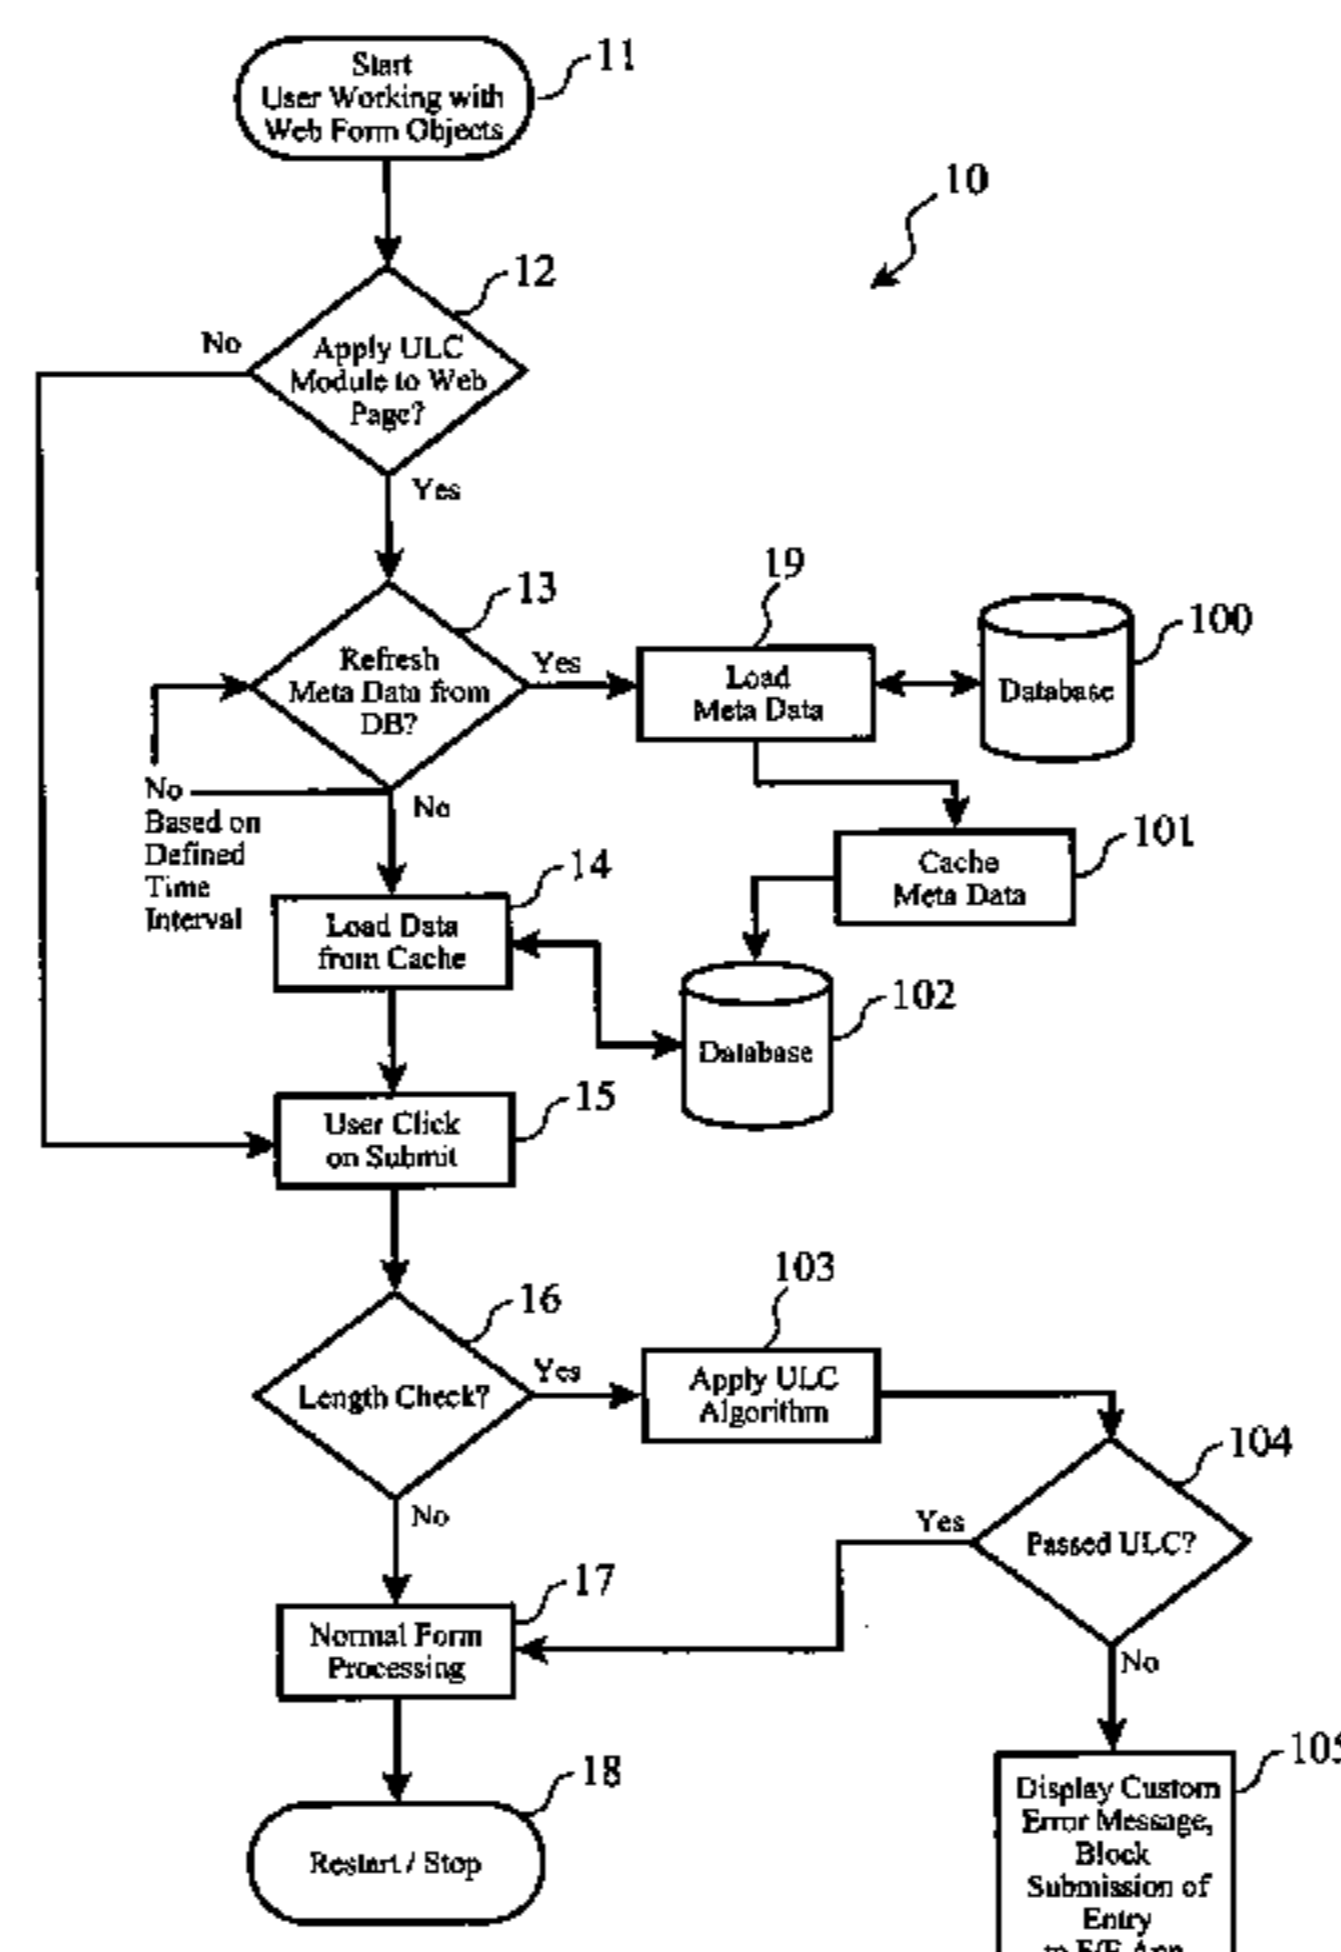 Start
User Working with
Web Form Objects
11
10
12
No
Apply ULC
Module to Web
Page?
Yes
13
19
100
Refresh
Meta Data from
DB?
Yes
Load
Meta Data
Database
No
Based on
Defined
Time
Interval
No
101
Cache
Meta Data
14
Load Data
from Cache
102
Database
15
User Click
on Submit
103
16
Length Check?
Yes
Apply ULC
Algorithm
104
No
Yes
Passed ULC?
17
Normal Form
Processing
No
105
18
Restart / Stop
Display Custom
Error Message,
Block
Submission of
Entry